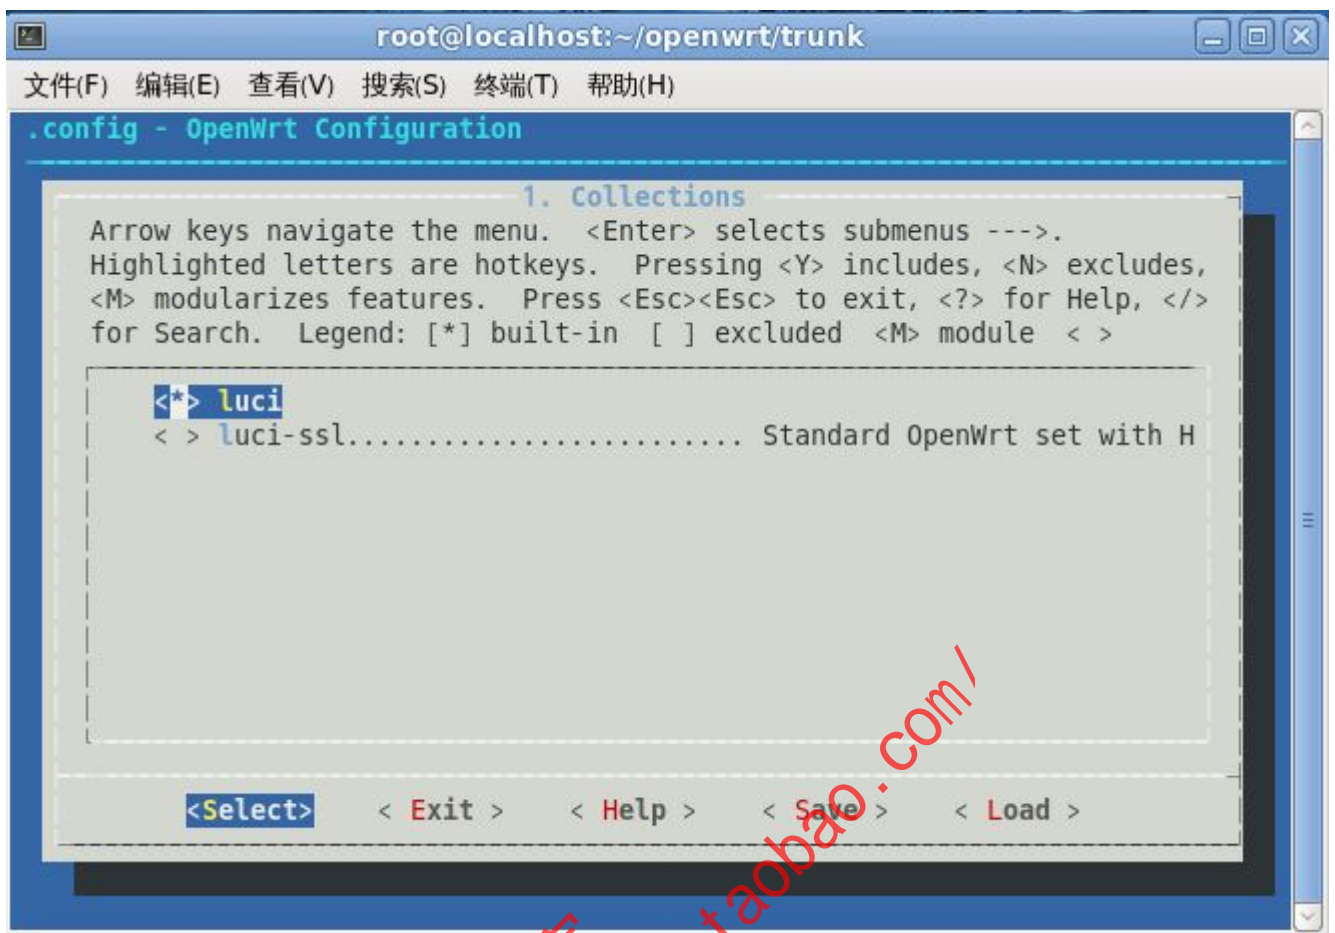 root@localhost:~/openwrt/trunk
文件(F) 编辑(E) 查看(V) 搜索(S) 终端(T) 帮助(H)
.config - OpenWrt Configuration
1. Collections
Arrow keys navigate the menu.  <Enter> selects submenus --->.
Highlighted letters are hotkeys.  Pressing <Y> includes, <N> excludes,
<M> modularizes features.  Press <Esc><Esc> to exit, <?> for Help, </>
for Search.  Legend: [*] built-in  [ ] excluded  <M> module  < >
<*> luci
< > luci-ssl......................... Standard OpenWrt set with H
<Select>    < Exit >    < Help >    < Save >    < Load >
taobao.com/